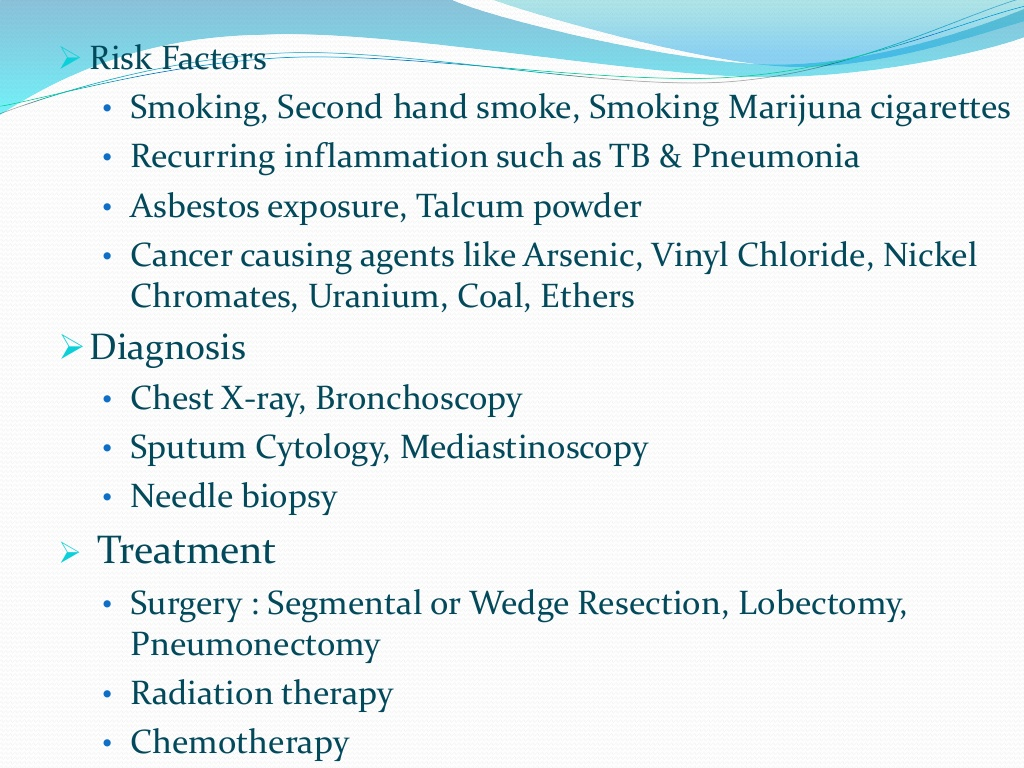 Risk Factors
Smoking, Second hand smoke, Smoking Marijuna cigarettes
Recurring inflammation such as TB & Pneumonia
Asbestos exposure, Talcum powder
Cancer causing agents like Arsenic, Vinyl Chloride, Nickel
Chromates, Uranium, Coal, Ethers
Diagnosis
Chest X-ray, Bronchoscopy
Sputum Cytology, Mediastinoscopy
Needle biopsy
Treatment
Surgery : Segmental or Wedge Resection, Lobectomy,
Pneumonectomy
Radiation therapy
Chemotherapy